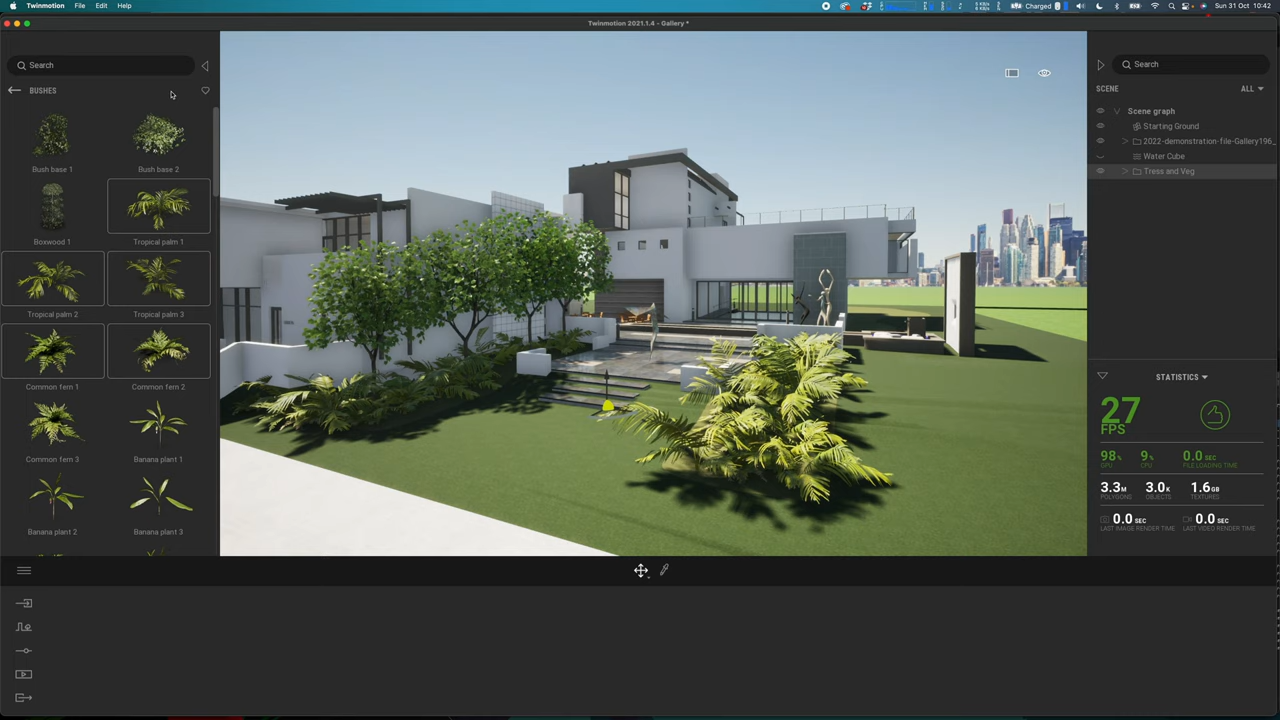 Twinmotion File Edit Help
5 KB/s
6 KB/s
Charged
Sun 31 Oct 10:42
Twinmotion 2021.1.4 - Gallery *
Search
BUSHES
Bush base 1
Bush base 2
Boxwood 1
Tropical palm 1
Tropical palm 2
Tropical palm 3
Common fern 1
Common fern 2
Common fern 3
Banana plant 1
Banana plant 2
Banana plant 3
Search
SCENE
ALL
Scene graph
Starting Ground
2022-demonstration-file-Gallery196...
Water Cube
Tress and Veg
STATISTICS
27
FPS
98%
GPU
9%
CPU
0.0 SEC
FILE LOADING TIME
3.3M
POLYGONS
3.0K
OBJECTS
1.6GB
TEXTURES
0.0 SEC
LAST IMAGE RENDER TIME
0.0 SEC
LAST VIDEO RENDER TIME